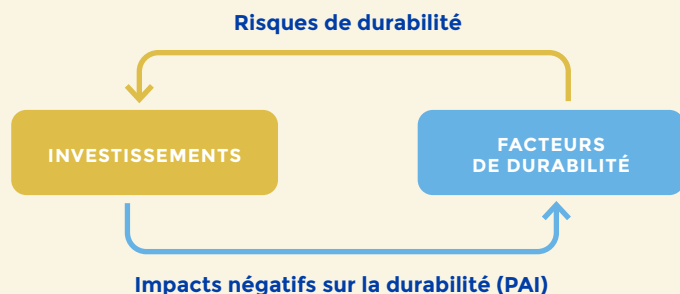 Risques de durabilité
INVESTISSEMENTS
FACTEURS
DE DURABILITÉ
Impacts négatifs sur la durabilité (PAI)